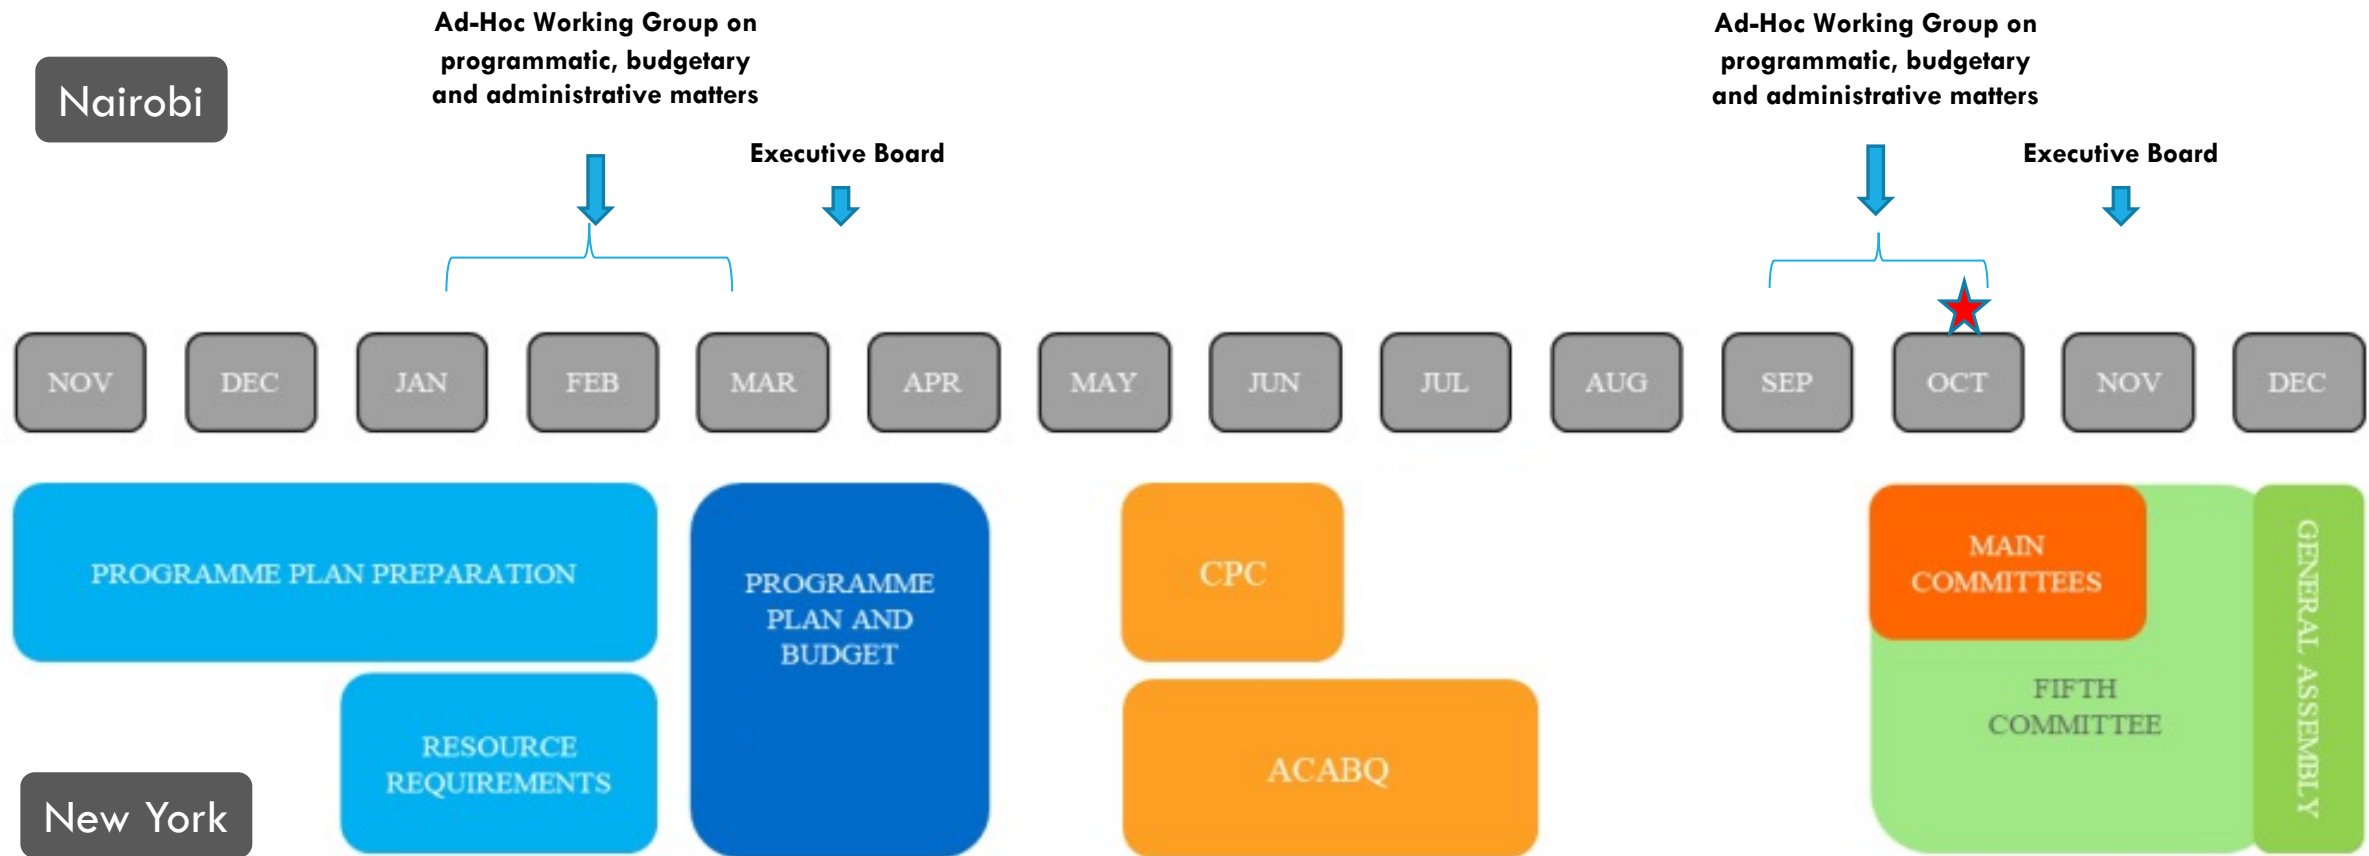 Nairobi
Ad-Hoc Working Group on
programmatic, budgetary
and administrative matters
Executive Board
Ad-Hoc Working Group on
programmatic, budgetary
and administrative matters
Executive Board
NOV
DEC
JAN
FEB
MAR
APR
MAY
JUN
JUL
AUG
SEP
OCT
NOV
DEC
PROGRAMME PLAN PREPARATION
RESOURCE
REQUIREMENTS
PROGRAMME
PLAN AND
BUDGET
CPC
ACABQ
MAIN
COMMITTEES
FIFTH
COMMITTEE
GENERAL ASSEMBLY
New York